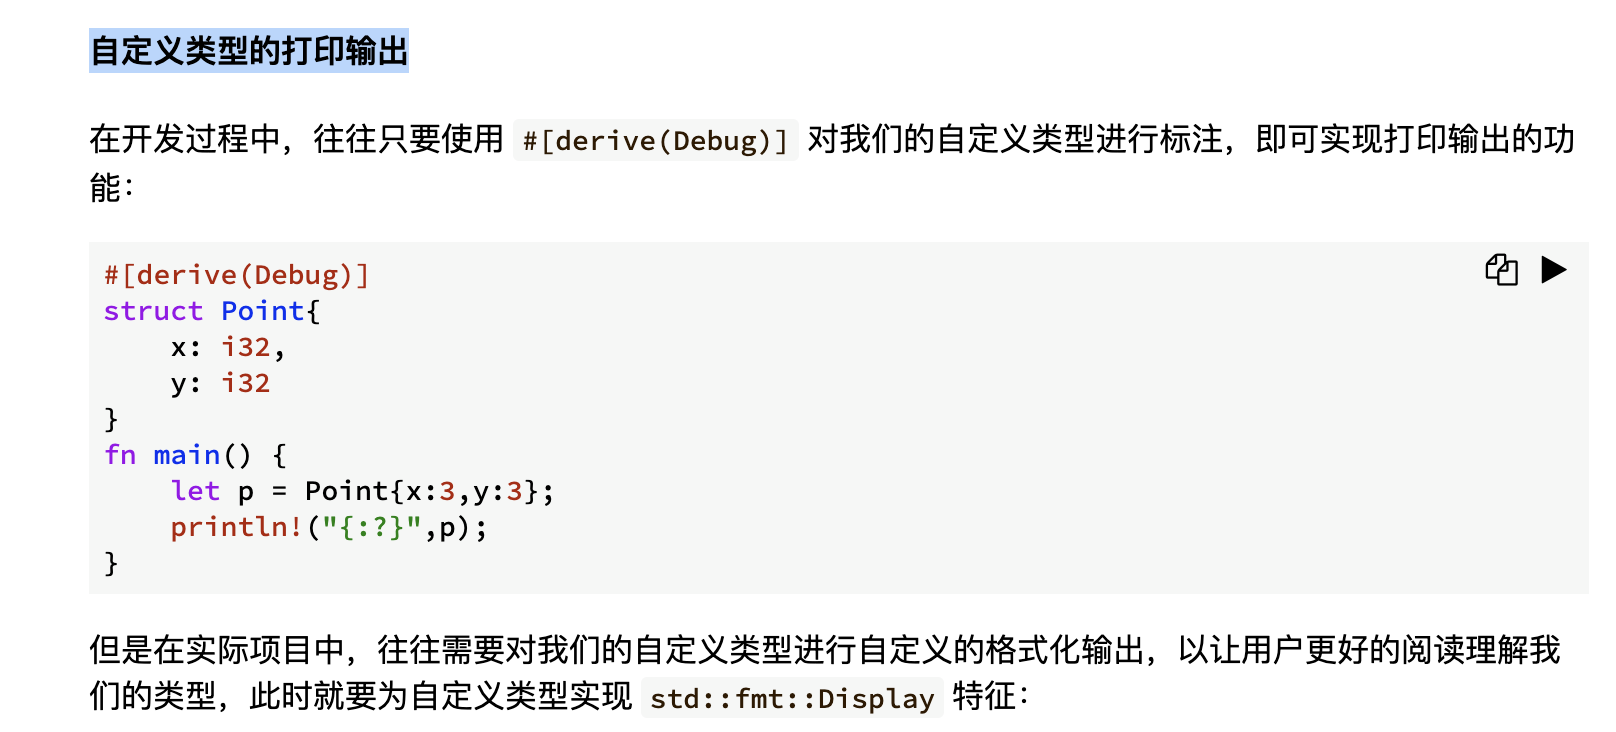 自定义类型的打印输出
在开发过程中，往往只要使用 #[derive(Debug)] 对我们的自定义类型进行标注，即可实现打印输出的功
能：
#[derive(Debug)]
struct Point{
    x: i32,
    y: i32
}
fn main() {
    let p = Point{x:3,y:3};
    println!("{:?}",p);
}
但是在实际项目中，往往需要对我们的自定义类型进行自定义的格式化输出，以让用户更好的阅读理解我
们的类型，此时就要为自定义类型实现 std::fmt::Display 特征：